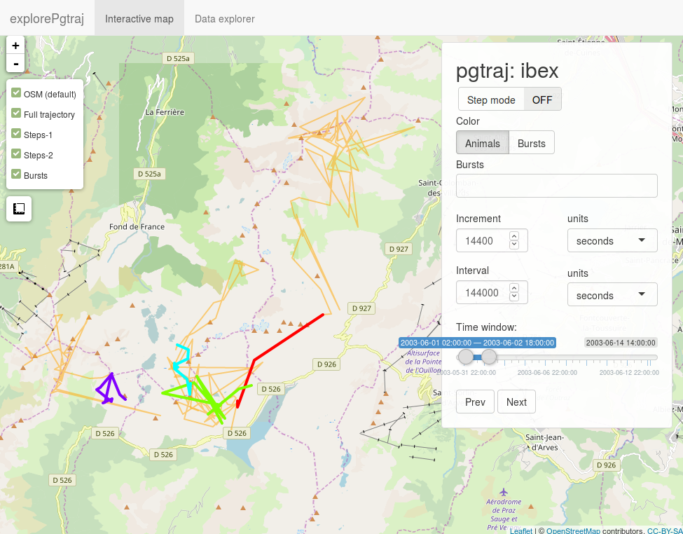 explorePgtraj Interactive map Data explorer
+
-
OSM (default)
Full trajectory
Steps-1
Steps-2
Bursts
D 525a
La Ferrière
D 525a
Fond de France
281A
D 927
D 927
D 926
D 526
D 526
D 526
D 526
Saint-C
des
Altisurface
de la Pointe
de l'Ouillon
Saint-Jean-
d'Arves
D 926
Aérodrome
de Praz
Sauge et
Pré Ve
pgtraj: ibex
Step mode OFF
Color
Animals Bursts
Bursts
Increment units
14400 seconds
Interval units
144000 seconds
Time window:
2003-06-01 02:00:00 — 2003-06-02 18:00:00 2003-06-14 14:00:00
03-05-31 22:00:00 2003-06-06 22:00:00 2003-06-12 22:00:00
Prev Next
Leaflet | © OpenStreetMap contributors, CC-BY-SA